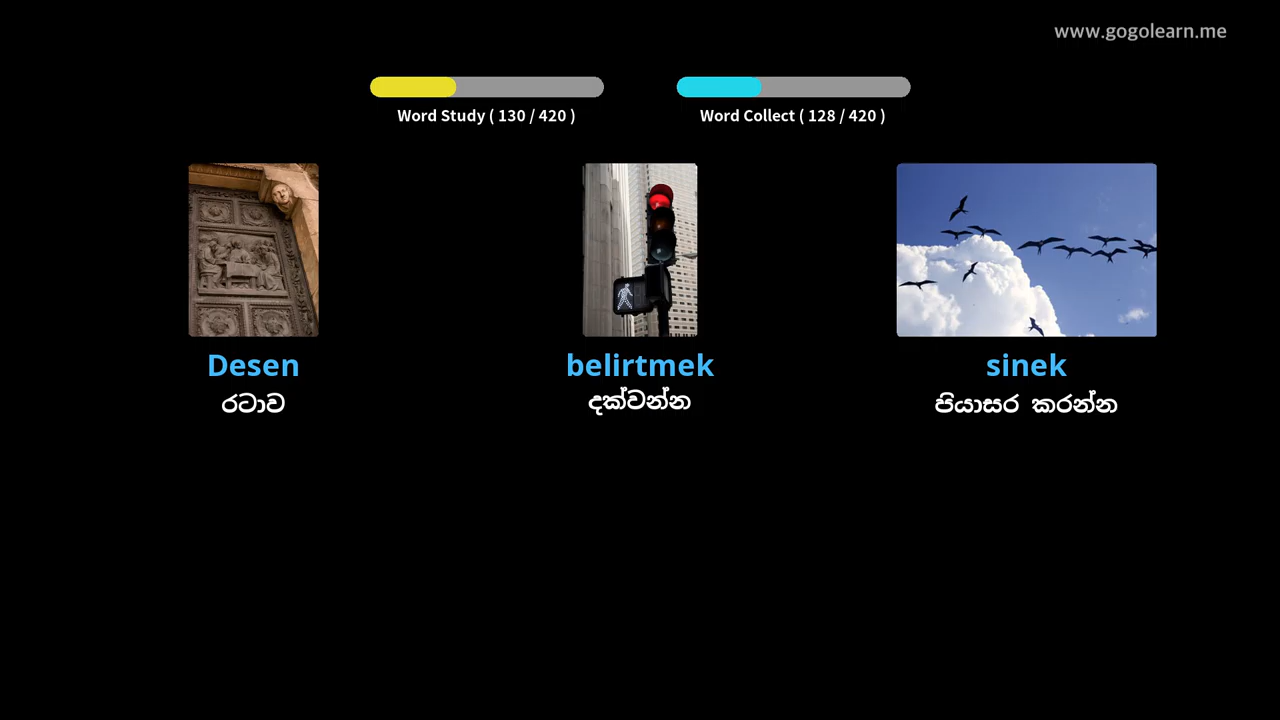 www.gogolearn.me
Word Study ( 130 / 420 )
Word Collect ( 128 / 420 )
Desen
රටාව
belirtmek
දක්වන්න
sinek
පියාසර කරන්න